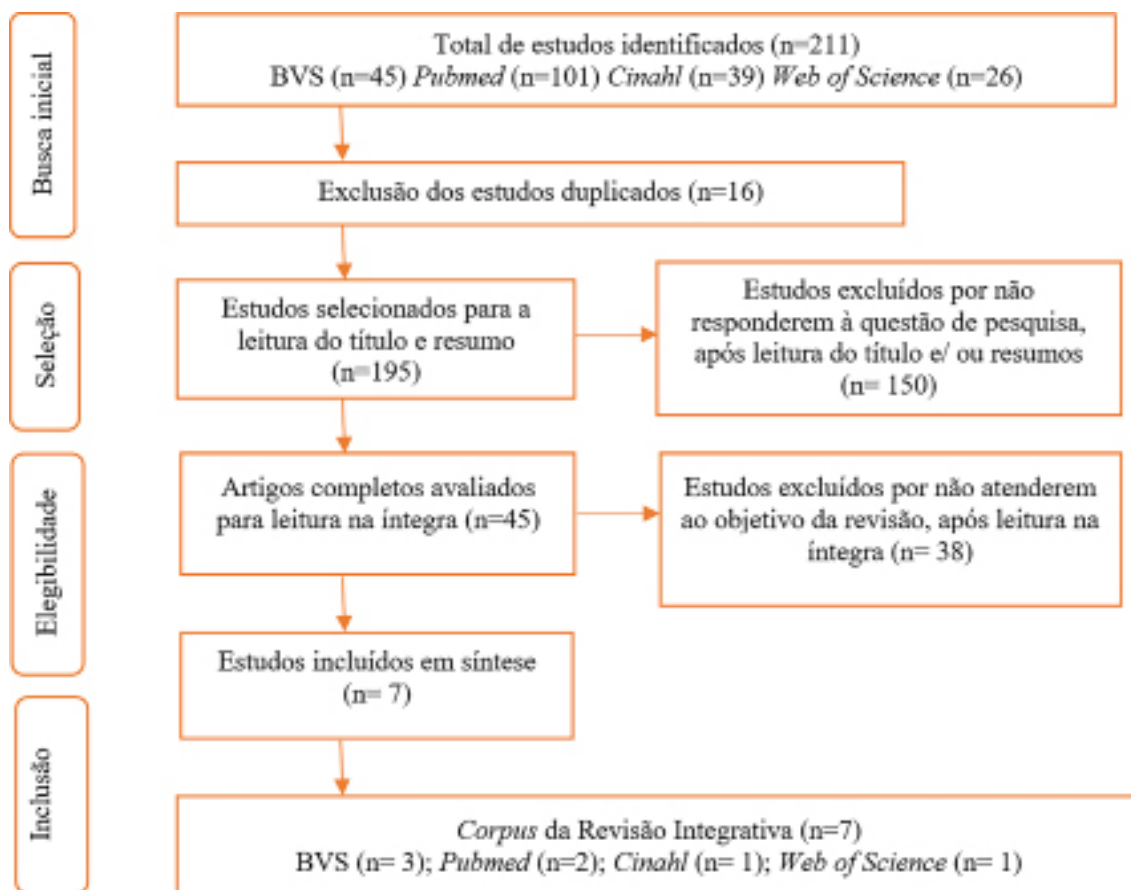 Busca inicial
Total de estudos identificados (n=211)
BVS (n=45) Pubmed (n=101) Cinahl (n=39) Web of Science (n=26)
Exclusão dos estudos duplicados (n=16)
Seleção
Estudos selecionados para a
leitura do título e resumo
(n=195)
Estudos excluídos por não
responderem à questão de pesquisa,
após leitura do título e/ ou resumos
(n= 150)
Elegibilidade
Artigos completos avaliados
para leitura na íntegra (n=45)
Estudos excluídos por não atenderem
ao objetivo da revisão, após leitura na
íntegra (n= 38)
Estudos incluídos em síntese
(n= 7)
Inclusão
Corpus da Revisão Integrativa (n=7)
BVS (n= 3); Pubmed (n=2); Cinahl (n= 1); Web of Science (n= 1)